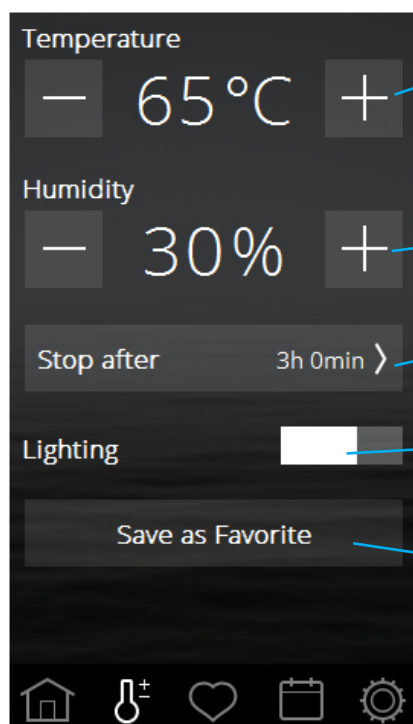 Temperature
— 65°C +
Humidity
— 30% +
Stop after 3h 0min ⟩
Lighting
Save as Favorite